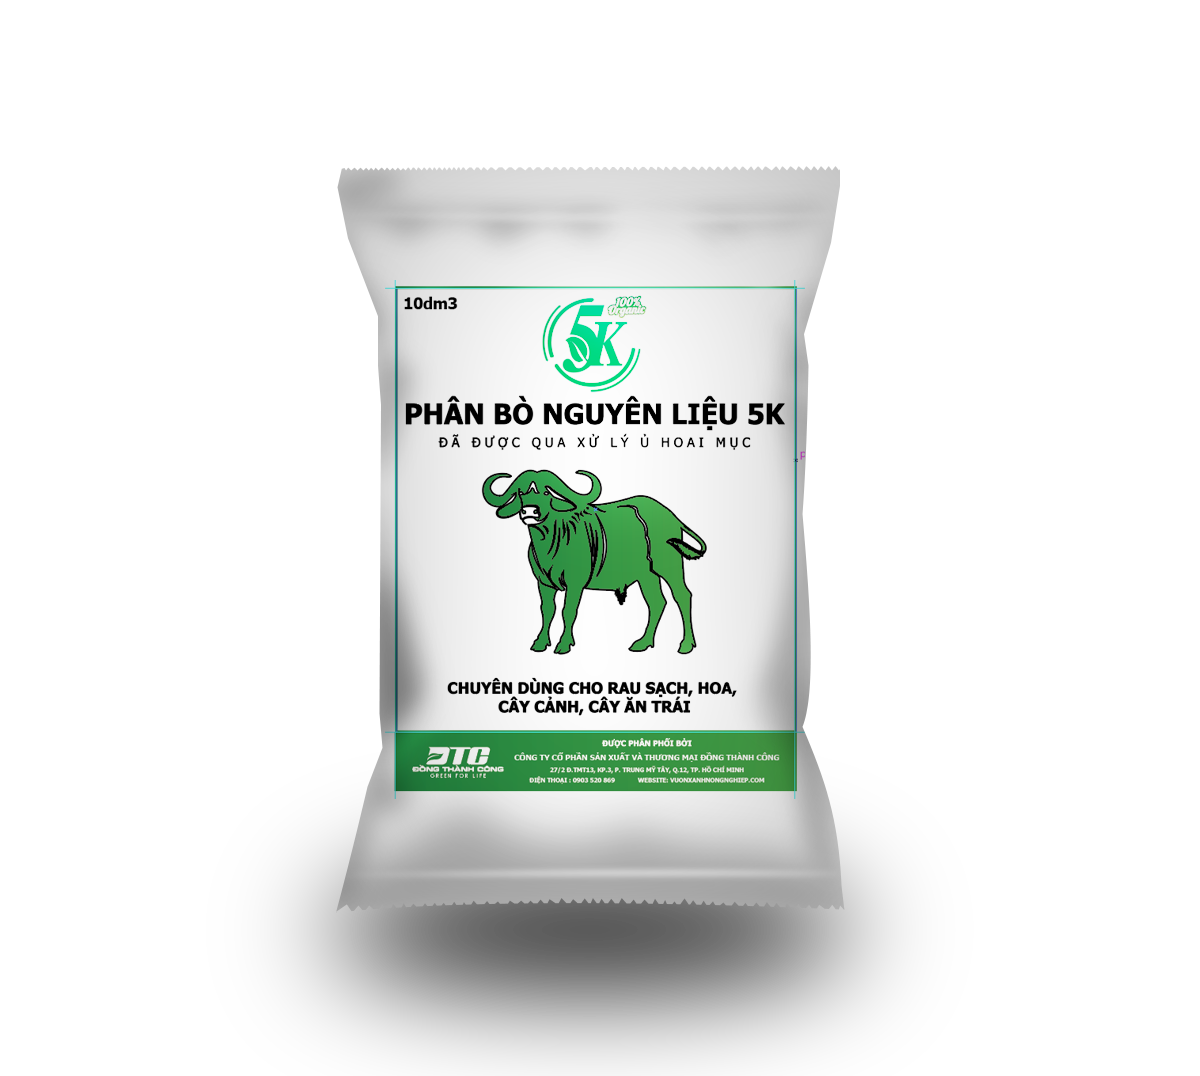 10dm3
100%
Organic
5K
PHÂN BÒ NGUYÊN LIỆU 5K
ĐÃ ĐƯỢC QUA XỬ LÝ Ủ HOAI MỤC
CHUYÊN DÙNG CHO RAU SẠCH, HOA,
CÂY CẢNH, CÂY ĂN TRÁI
DTC
ĐỒNG THÀNH CÔNG
GREEN FOR LIFE
ĐƯỢC PHÂN PHỐI BỞI
CÔNG TY CỔ PHẦN SẢN XUẤT VÀ THƯƠNG MẠI ĐỒNG THÀNH CÔNG
27/2 Đ.TMT13, KP.3, P. TRUNG MỸ TÂY, Q.12, TP. HỒ CHÍ MINH
ĐIỆN THOẠI : 0903 520 869 WEBSITE: VUONXANHNONGNGHIEP.COM